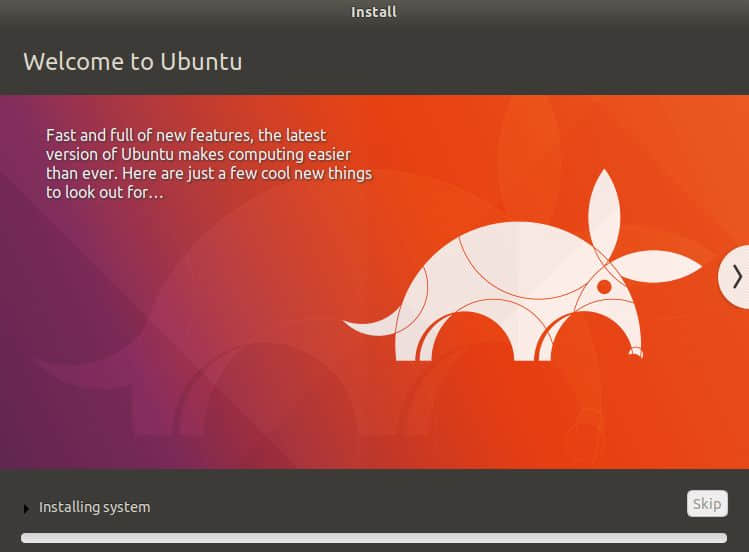 Install
Welcome to Ubuntu
Fast and full of new features, the latest
version of Ubuntu makes computing easier
than ever. Here are just a few cool new things
to look out for…
Installing system
Skip